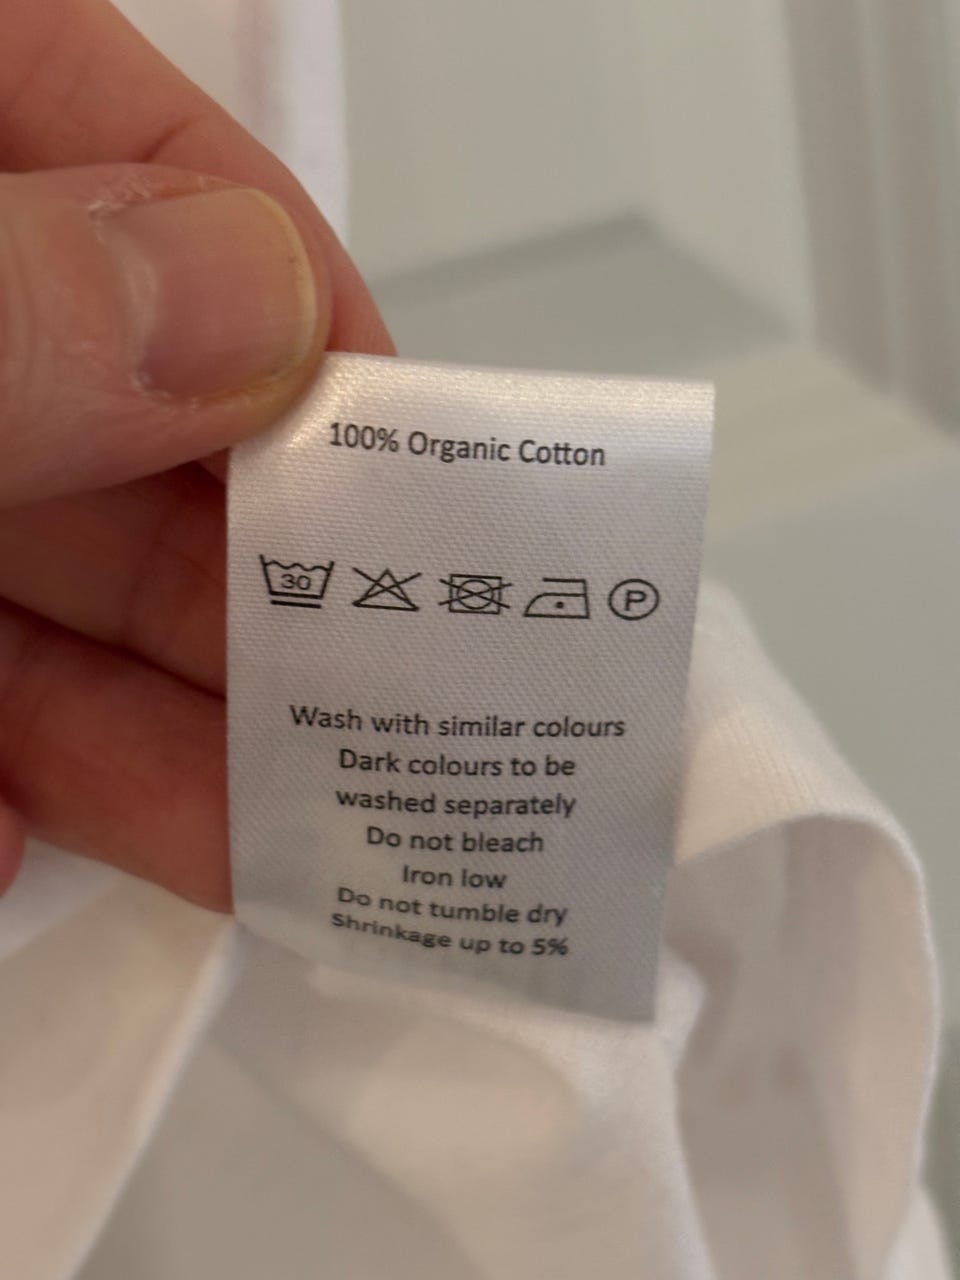 100% Organic Cotton
30 P
Wash with similar colours
Dark colours to be
washed separately
Do not bleach
Iron low
Do not tumble dry
Shrinkage up to 5%